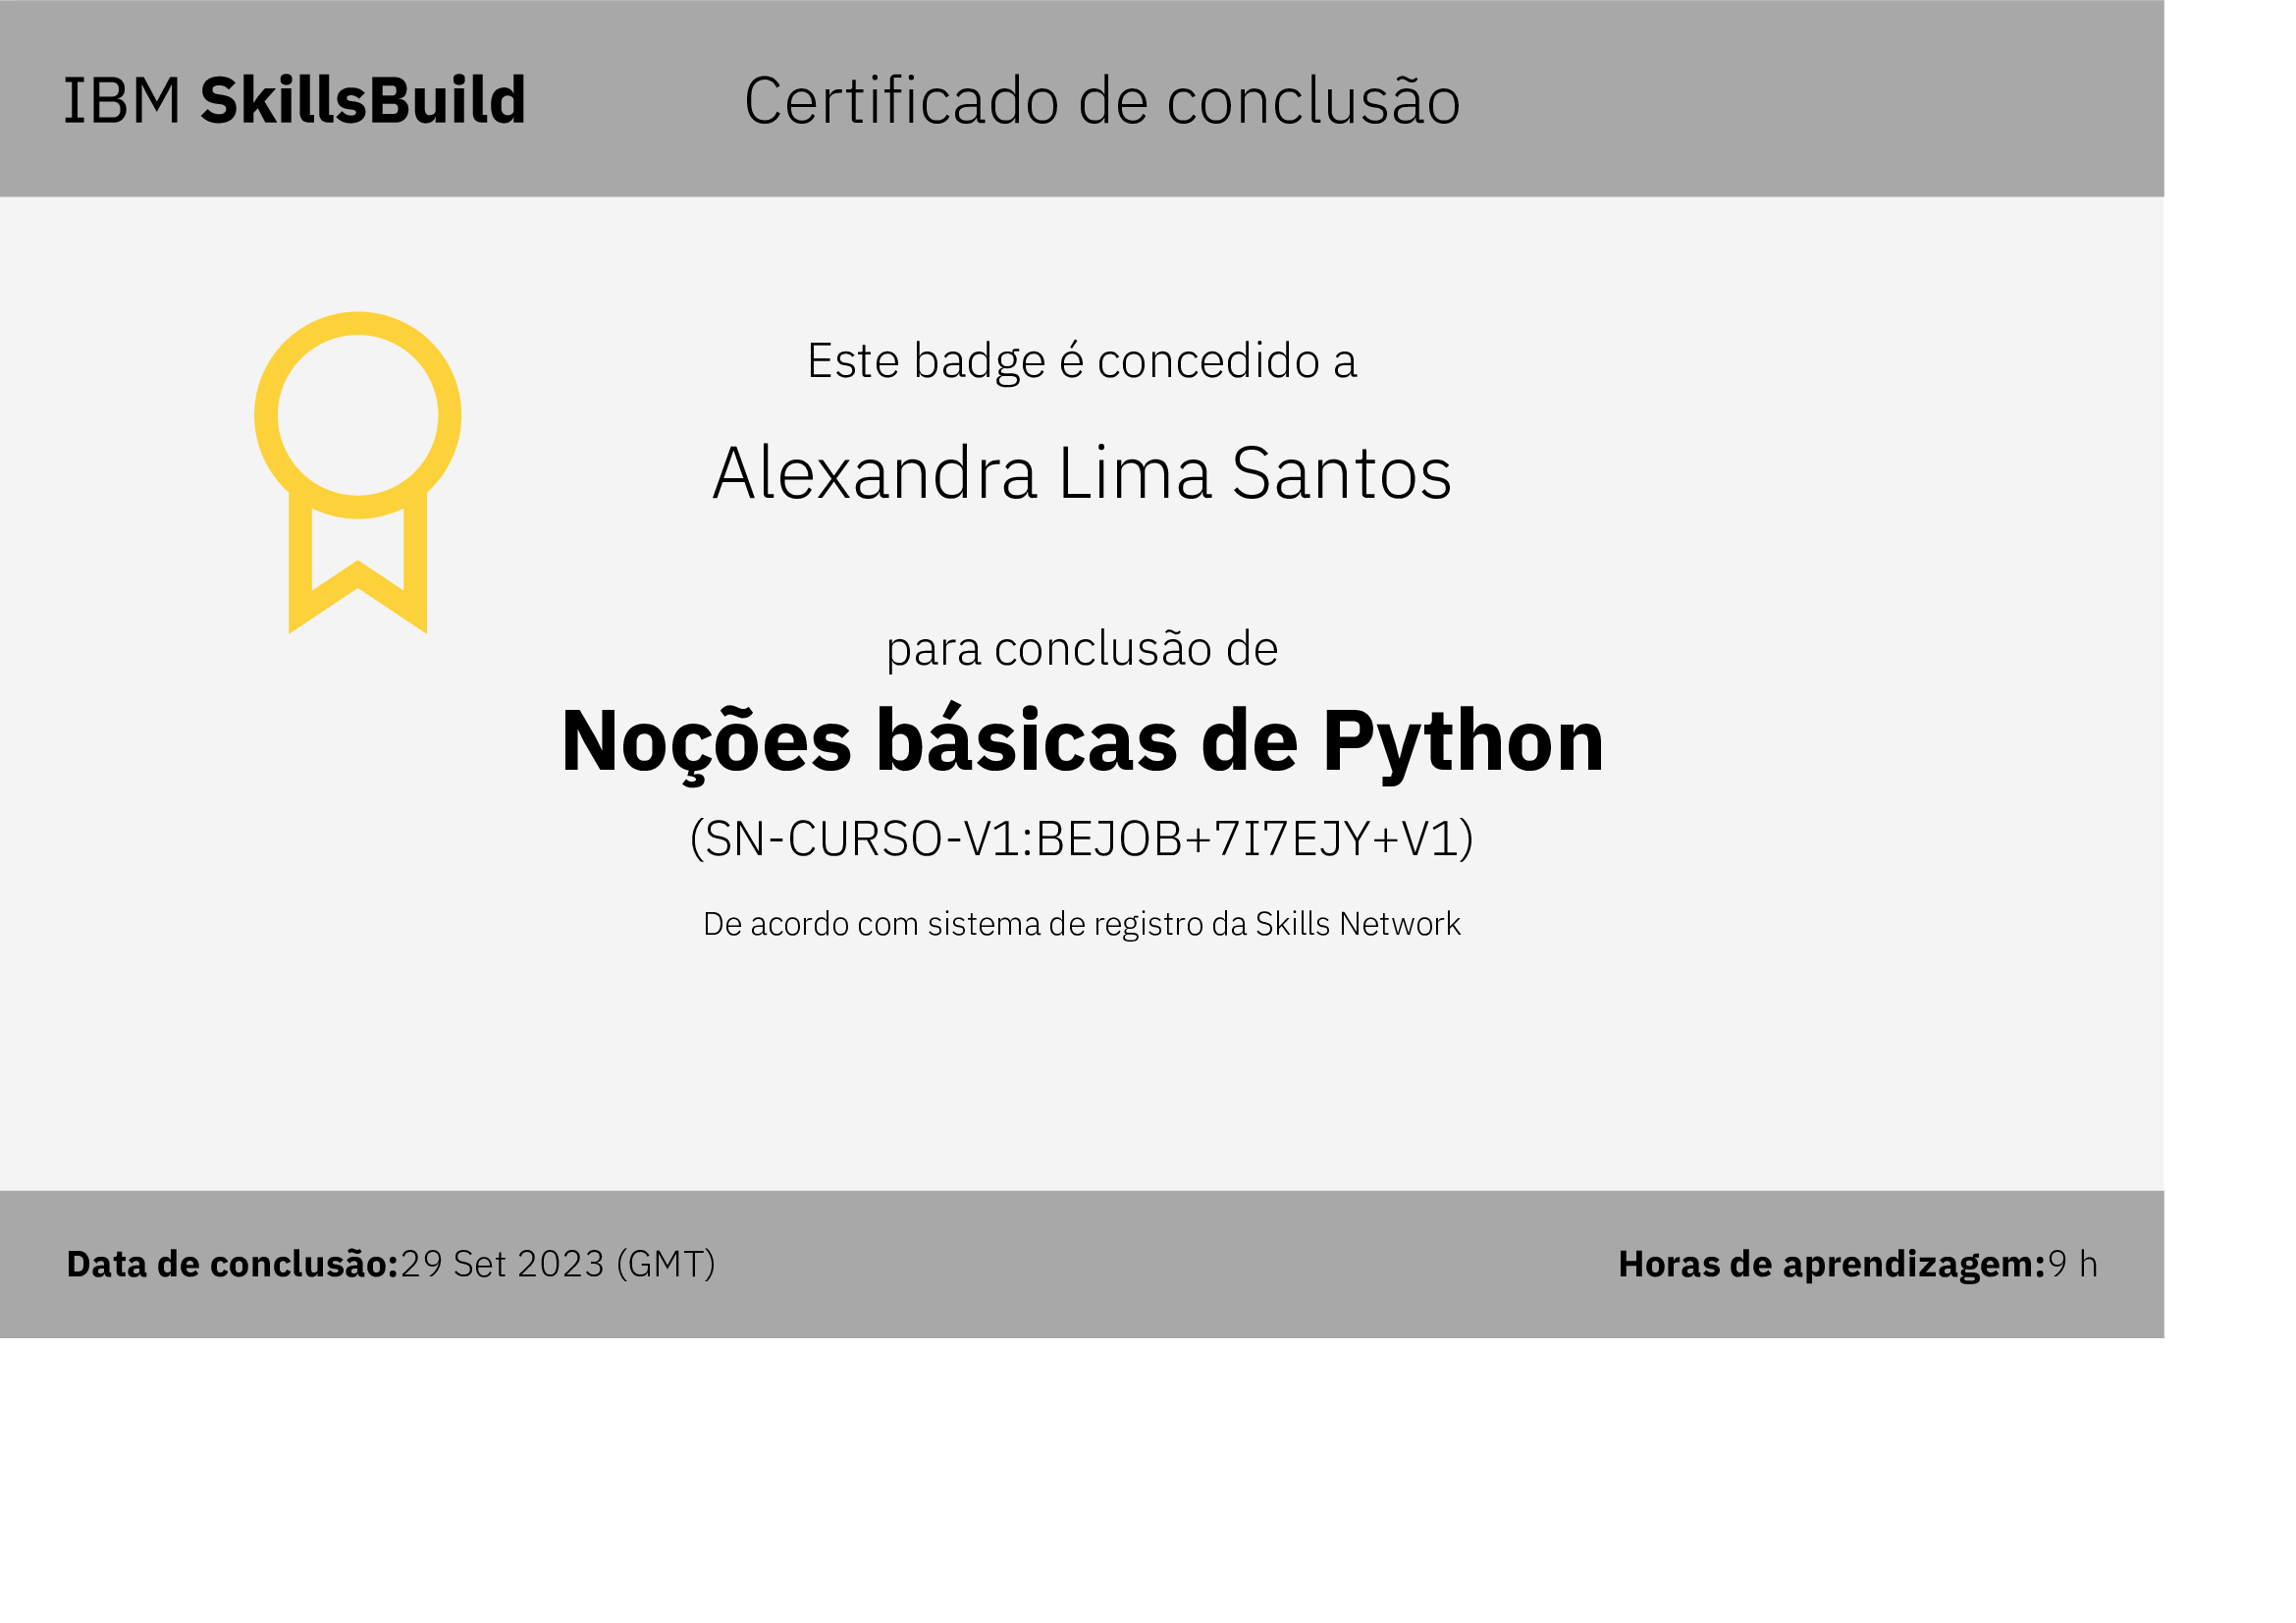 IBM SkillsBuild
Certificado de conclusão
Este badge é concedido a
Alexandra Lima Santos
para conclusão de
Noções básicas de Python
(SN-CURSO-V1:BEJOB+7I7EJY+V1)
De acordo com sistema de registro da Skills Network
Data de conclusão:29 Set 2023 (GMT)
Horas de aprendizagem:9 h